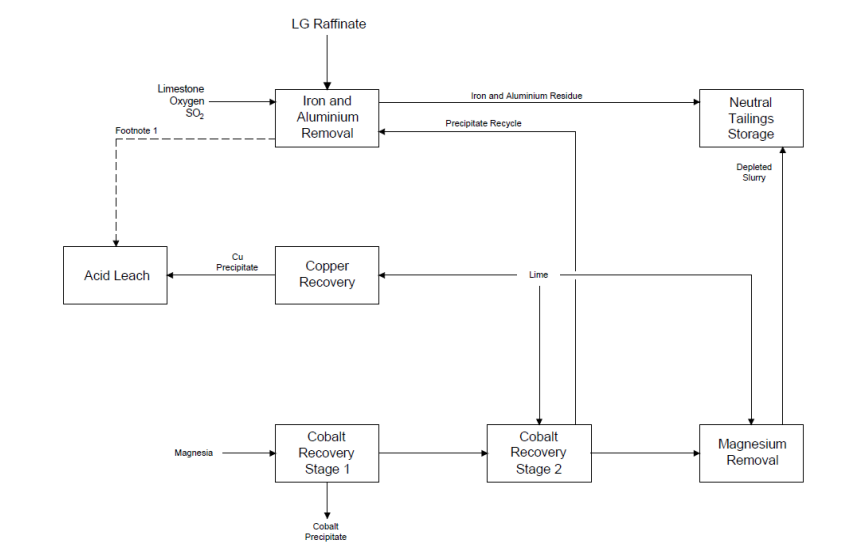 LG Raffinate
Limestone
Oxygen
SO2
Iron and
Aluminium
Removal
Iron and Aluminium Residue
Neutral
Tailings
Storage
Footnote 1
Precipitate Recycle
Depleted
Slurry
Acid Leach
Cu
Precipitate
Copper
Recovery
Lime
Magnesia
Cobalt
Recovery
Stage 1
Cobalt
Recovery
Stage 2
Magnesium
Removal
Cobalt
Precipitate